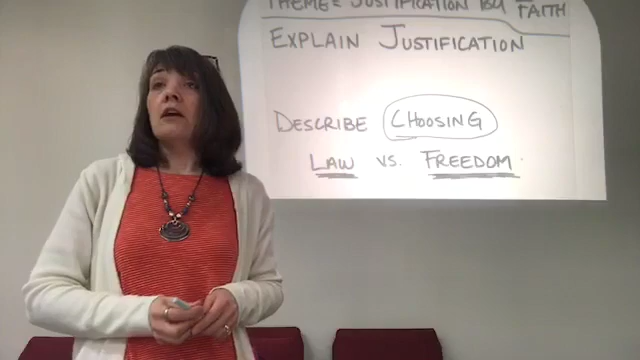 THEME = JUSTIFICATION BY FAITH
EXPLAIN JUSTIFICATION
DESCRIBE CHOOSING
LAW VS. FREEDOM